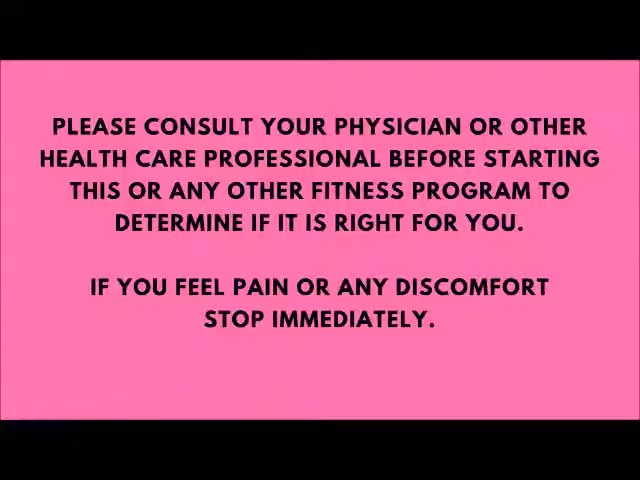 PLEASE CONSULT YOUR PHYSICIAN OR OTHER
HEALTH CARE PROFESSIONAL BEFORE STARTING
THIS OR ANY OTHER FITNESS PROGRAM TO
DETERMINE IF IT IS RIGHT FOR YOU.
IF YOU FEEL PAIN OR ANY DISCOMFORT
STOP IMMEDIATELY.